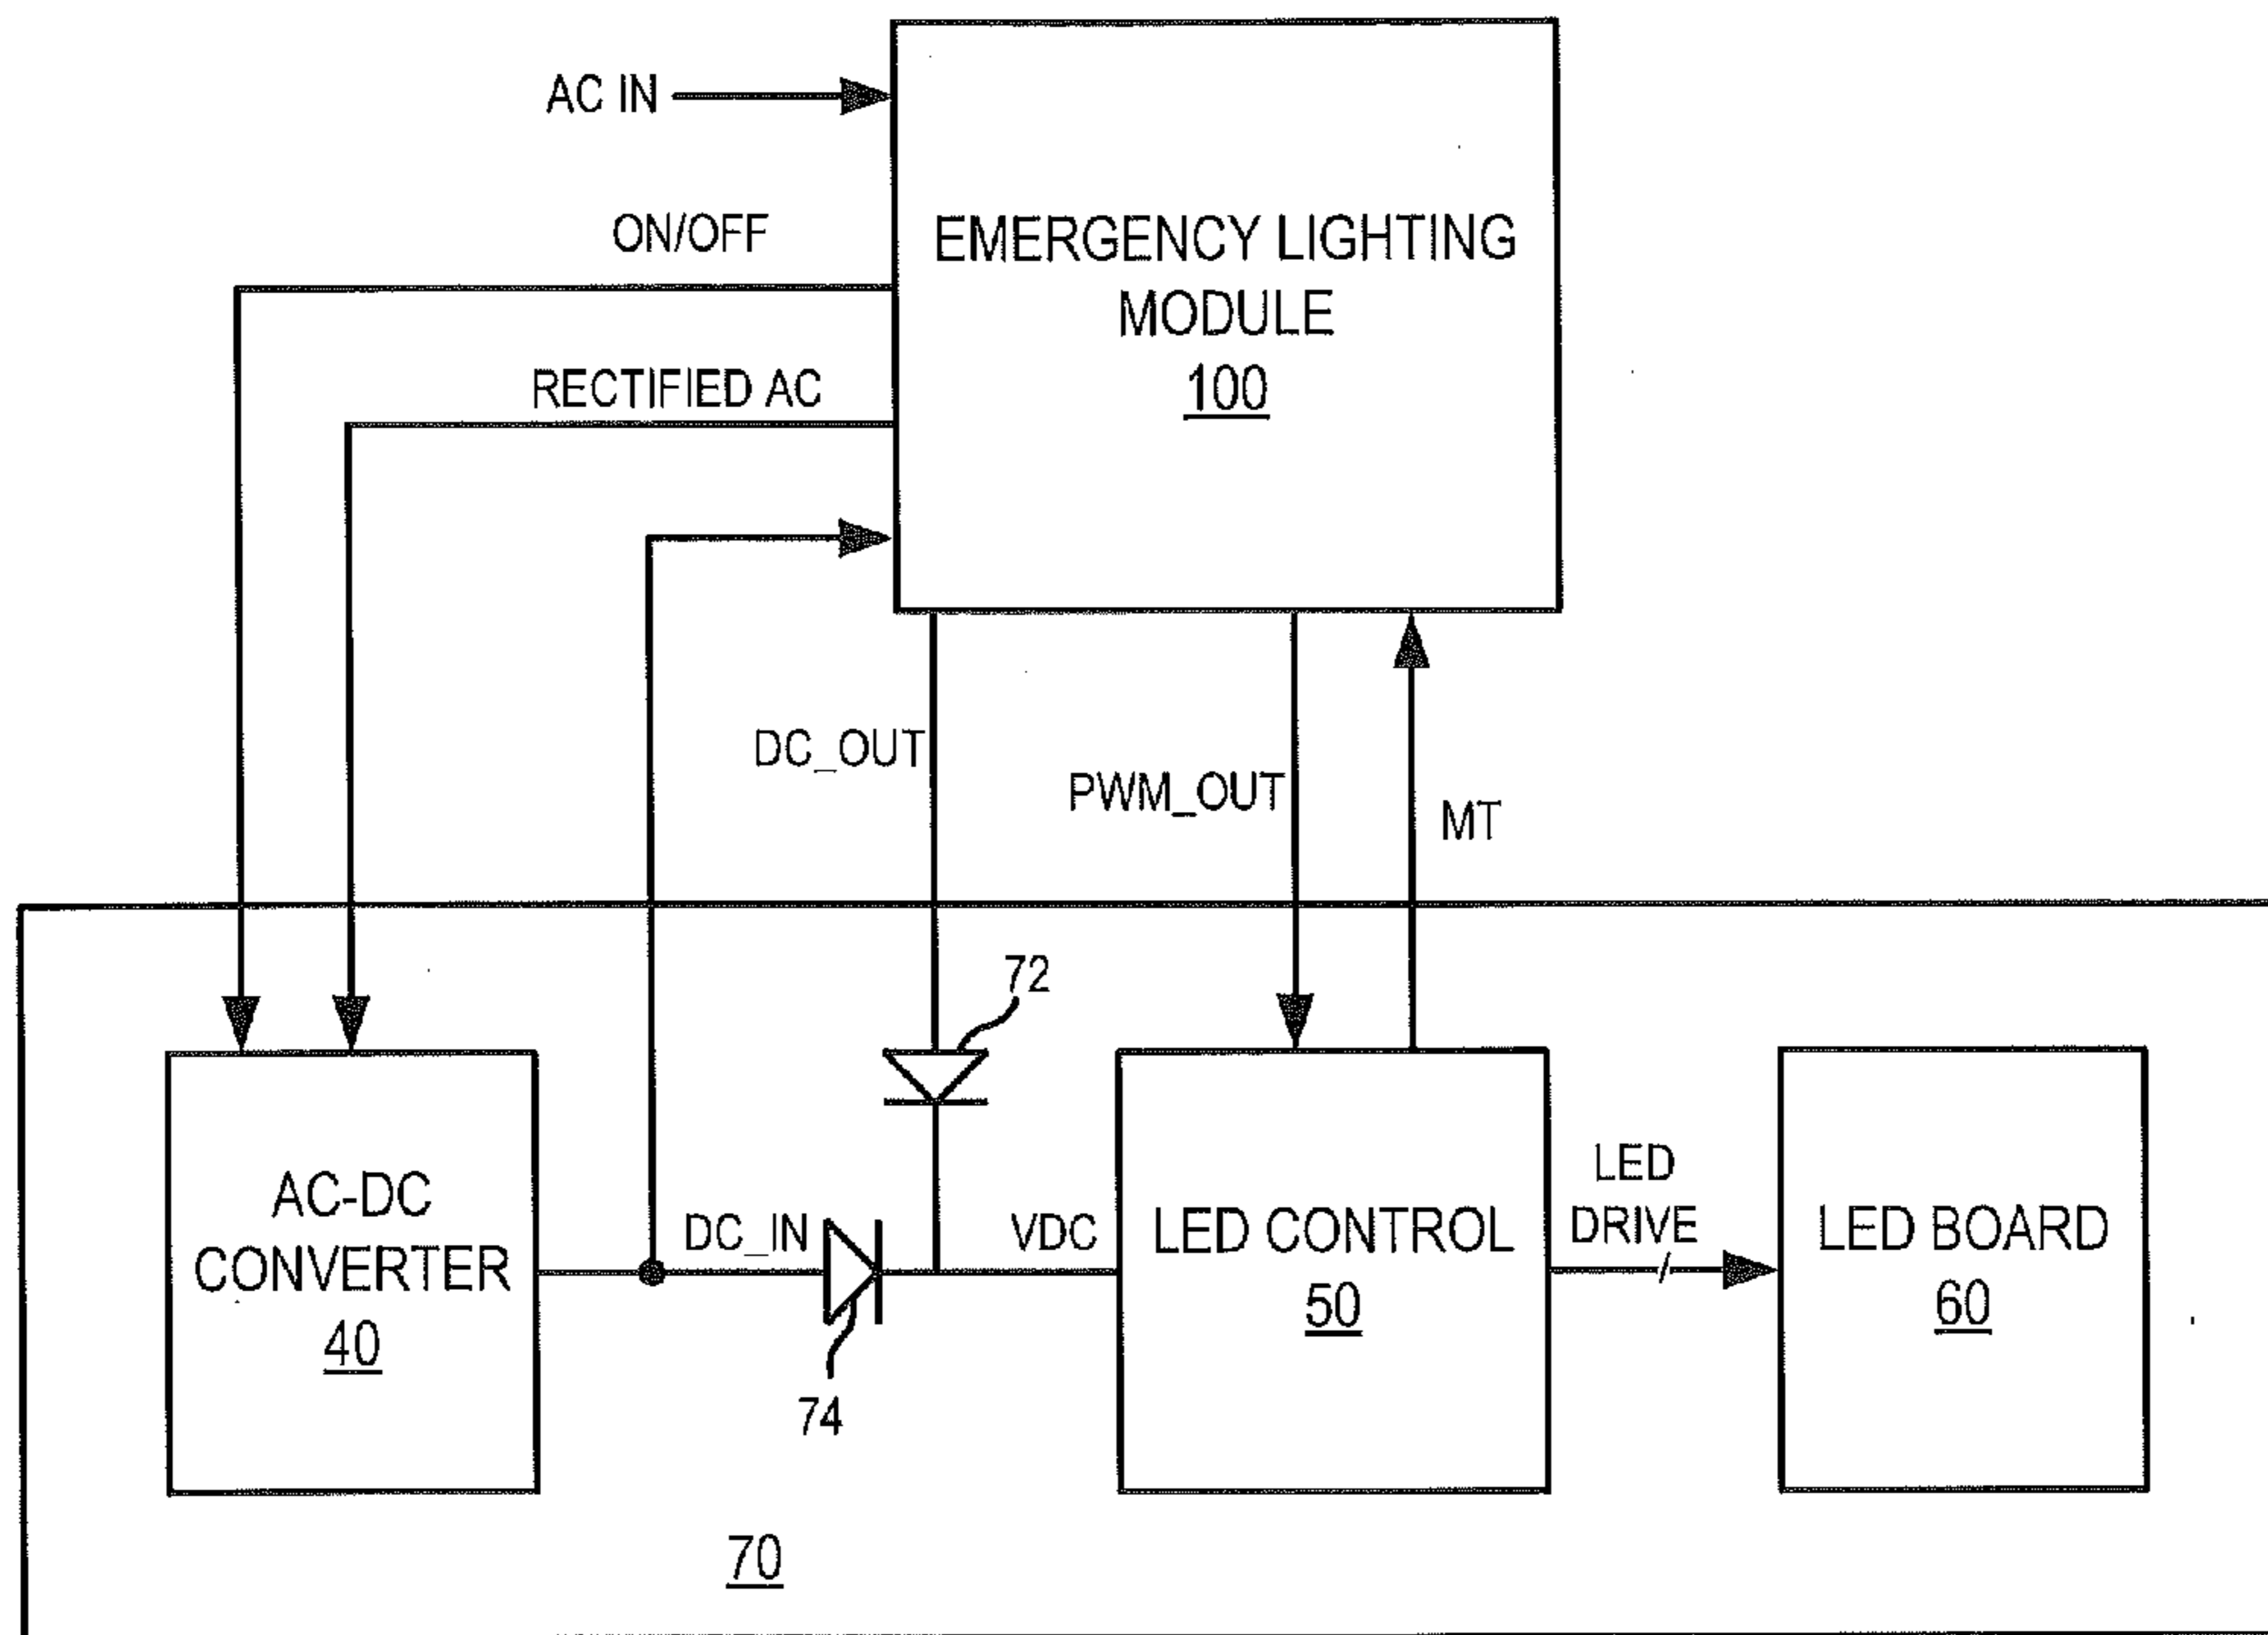 AC IN
ON/OFF
EMERGENCY LIGHTING
MODULE
100
RECTIFIED AC
DC_OUT
PWM_OUT
MT
72
AC-DC
CONVERTER
40
DC_IN
74
VDC
LED CONTROL
50
LED
DRIVE
LED BOARD
60
70